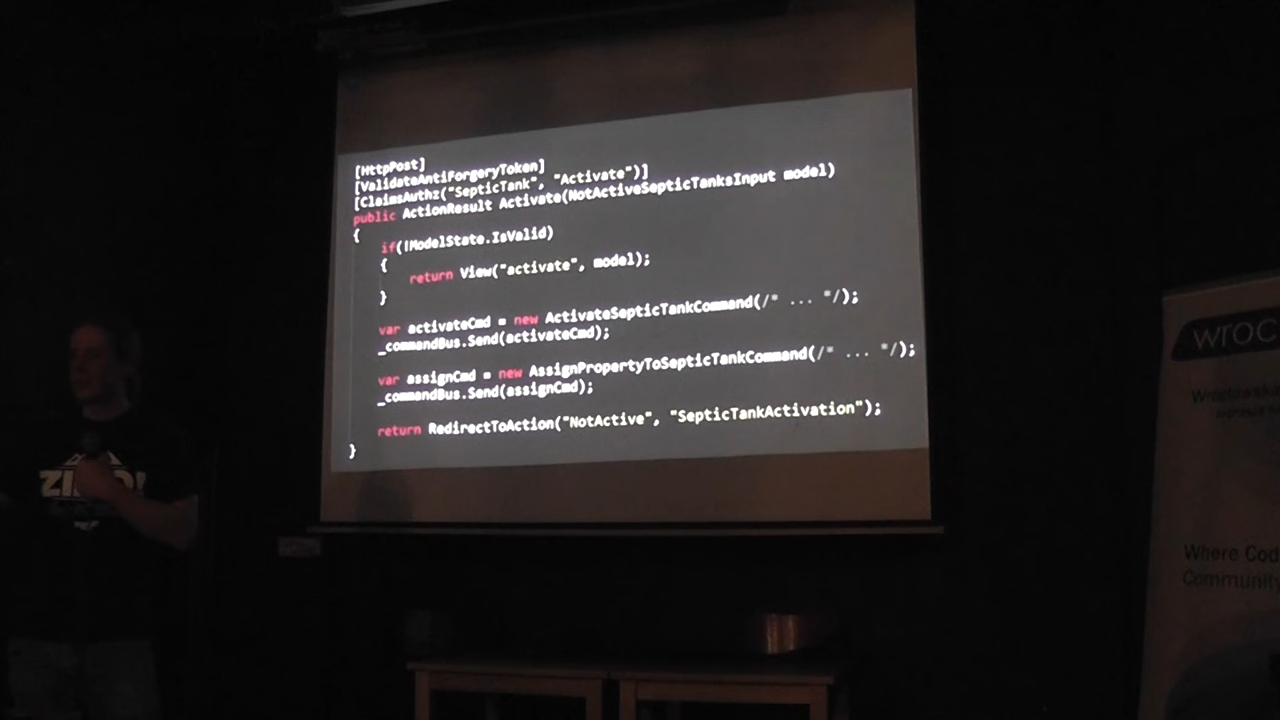 [HttpPost]
[ValidateAntiForgeryToken]
[ClaimsAuthz("SepticTank", "Activate")]
public ActionResult Activate(NotActiveSepticTanksInput model)
{
if(!ModelState.IsValid)
{
return View("activate", model);
}
var activateCmd = new ActivateSepticTankCommand(/* ... */);
_commandBus.Send(activateCmd);
var assignCmd = new AssignPropertyToSepticTankCommand(/* ... */);
_commandBus.Send(assignCmd);
return RedirectToAction("NotActive", "SepticTankActivation");
}
wroc
Where Cod
Communit